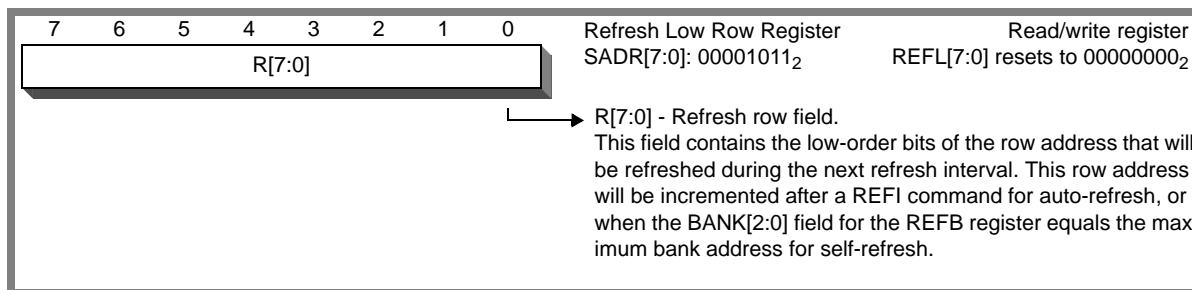 7 6 5 4 3 2 1 0
R[7:0]
Refresh Low Row Register Read/write register
SADR[7:0]: 00001011₂ REFL[7:0] resets to 00000000₂
R[7:0] - Refresh row field.
This field contains the low-order bits of the row address that will
be refreshed during the next refresh interval. This row address
will be incremented after a REFI command for auto-refresh, or
when the BANK[2:0] field for the REFB register equals the max
imum bank address for self-refresh.